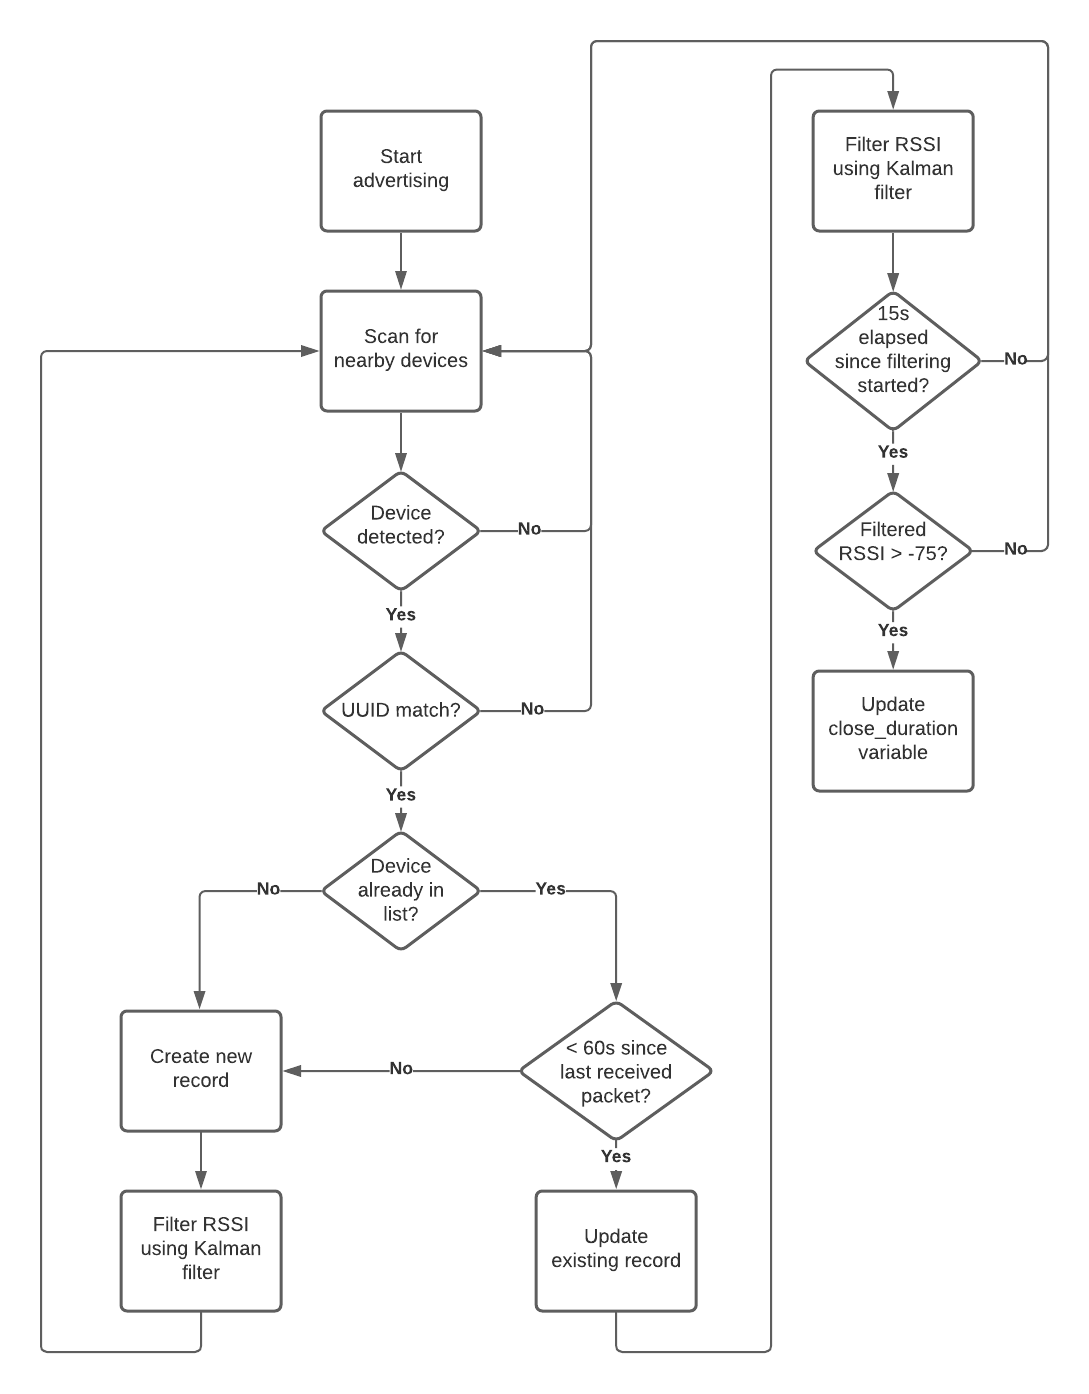 Start
advertising
Scan for
nearby devices
Device
detected?
No
Yes
UUID match?
No
Yes
Device
already in
list?
No
Yes
Create new
record
No
< 60s since
last received
packet?
Yes
Filter RSSI
using Kalman
filter
Update
existing record
Filter RSSI
using Kalman
filter
15s
elapsed
since filtering
started?
No
Yes
Filtered
RSSI > -75?
No
Yes
Update
close_duration
variable